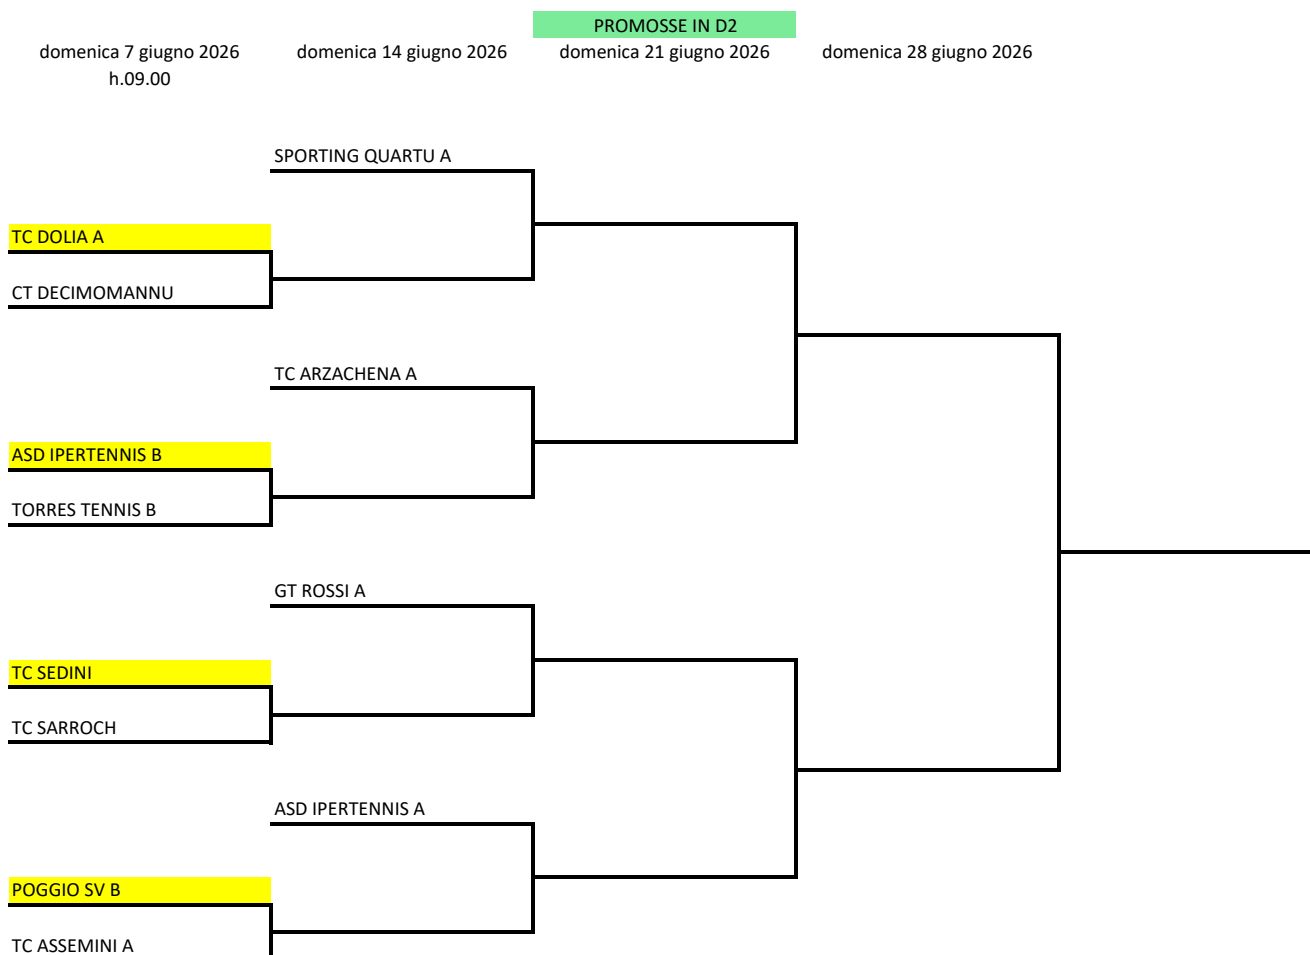 PROMOSSE IN D2
domenica 7 giugno 2026
domenica 14 giugno 2026
domenica 21 giugno 2026
domenica 28 giugno 2026
h.09.00
SPORTING QUARTU A
TC DOLIA A
CT DECIMOMANNU
TC ARZACHENA A
ASD IPERTENNIS B
TORRES TENNIS B
GT ROSSI A
TC SEDINI
TC SARROCH
ASD IPERTENNIS A
POGGIO SV B
TC ASSEMINI A